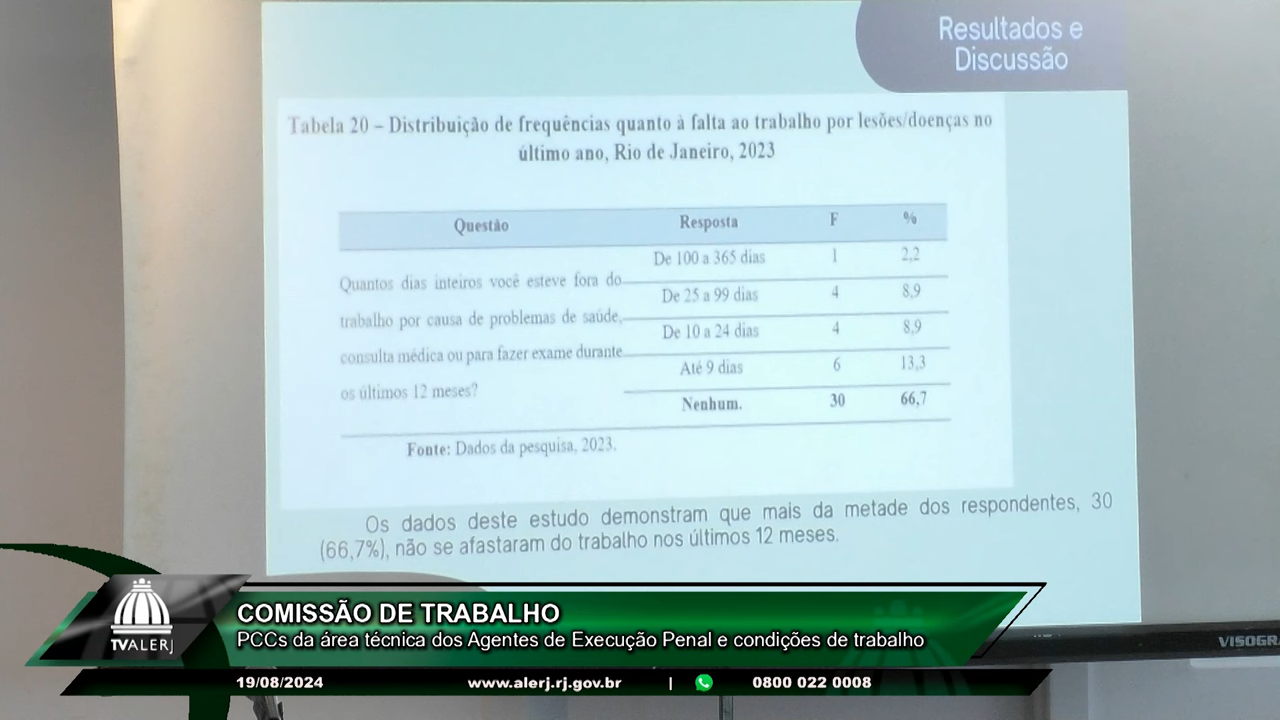 Resultados e
Discussão
Tabela 20 – Distribuição de frequências quanto à falta ao trabalho por lesões/doenças no
último ano, Rio de Janeiro, 2023
Questão Resposta F %
De 100 a 365 dias 1 2,2
Quantos dias inteiros você esteve fora do
De 25 a 99 dias 4 8,9
trabalho por causa de problemas de saúde,
De 10 a 24 dias 4 8,9
consulta médica ou para fazer exame durante
Até 9 dias 6 13,3
os últimos 12 meses?
Nenhum. 30 66,7
Fonte: Dados da pesquisa, 2023.
Os dados deste estudo demonstram que mais da metade dos respondentes, 30
(66,7%), não se afastaram do trabalho nos últimos 12 meses.
COMISSÃO DE TRABALHO
PCCs da área técnica dos Agentes de Execução Penal e condições de trabalho
TVALERJ
VISOGRA
19/08/2024 www.alerj.rj.gov.br | 0800 022 0008